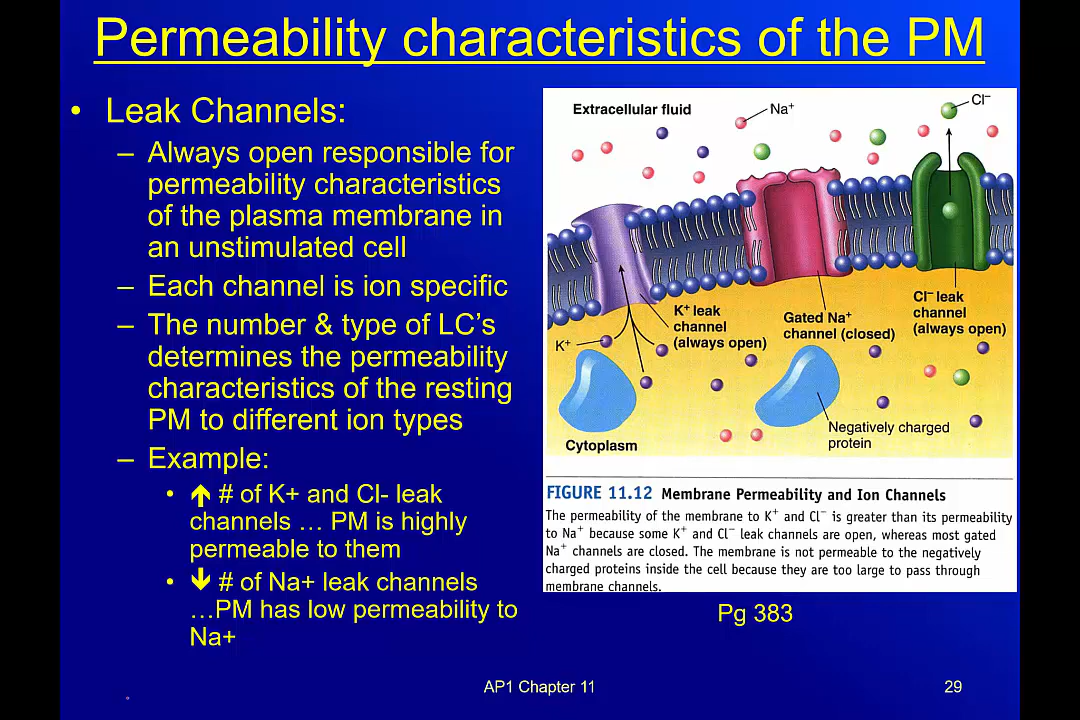 Permeability characteristics of the PM
• Leak Channels:
– Always open responsible for
permeability characteristics
of the plasma membrane in
an unstimulated cell
– Each channel is ion specific
– The number & type of LC's
determines the permeability
characteristics of the resting
PM to different ion types
– Example:
• 🡅 # of K+ and Cl- leak
channels … PM is highly
permeable to them
• 🡇 # of Na+ leak channels
…PM has low permeability to
Na+
Extracellular fluid
Na⁺
Cl⁻
K⁺ leak
channel
(always open)
Gated Na⁺
channel (closed)
Cl⁻ leak
channel
(always open)
K⁺
Negatively charged
protein
Cytoplasm
FIGURE 11.12 Membrane Permeability and Ion Channels
The permeability of the membrane to K⁺ and Cl⁻ is greater than its permeability
to Na⁺ because some K⁺ and Cl⁻ leak channels are open, whereas most gated
Na⁺ channels are closed. The membrane is not permeable to the negatively
charged proteins inside the cell because they are too large to pass through
membrane channels.
Pg 383
AP1 Chapter 11
29